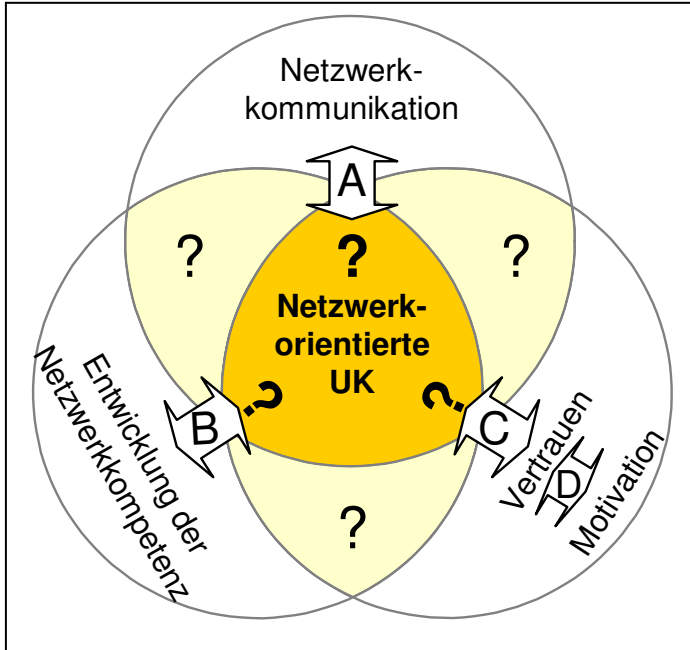 Netzwerk-
kommunikation
A
?
?
?
Netzwerk-
orientierte
UK
?
?
B
C
Entwicklung der
Netzwerkkompetenz
Vertrauen
D
Motivation
?